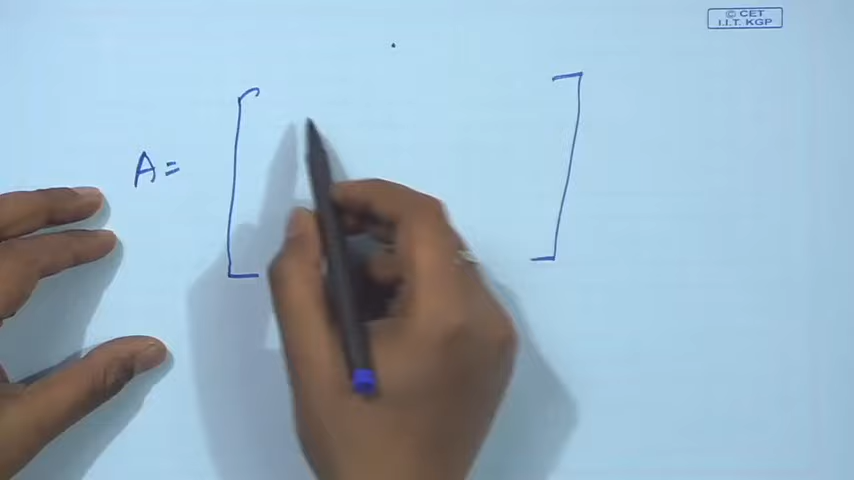 © CET
I.I.T. KGP
A = [ ]